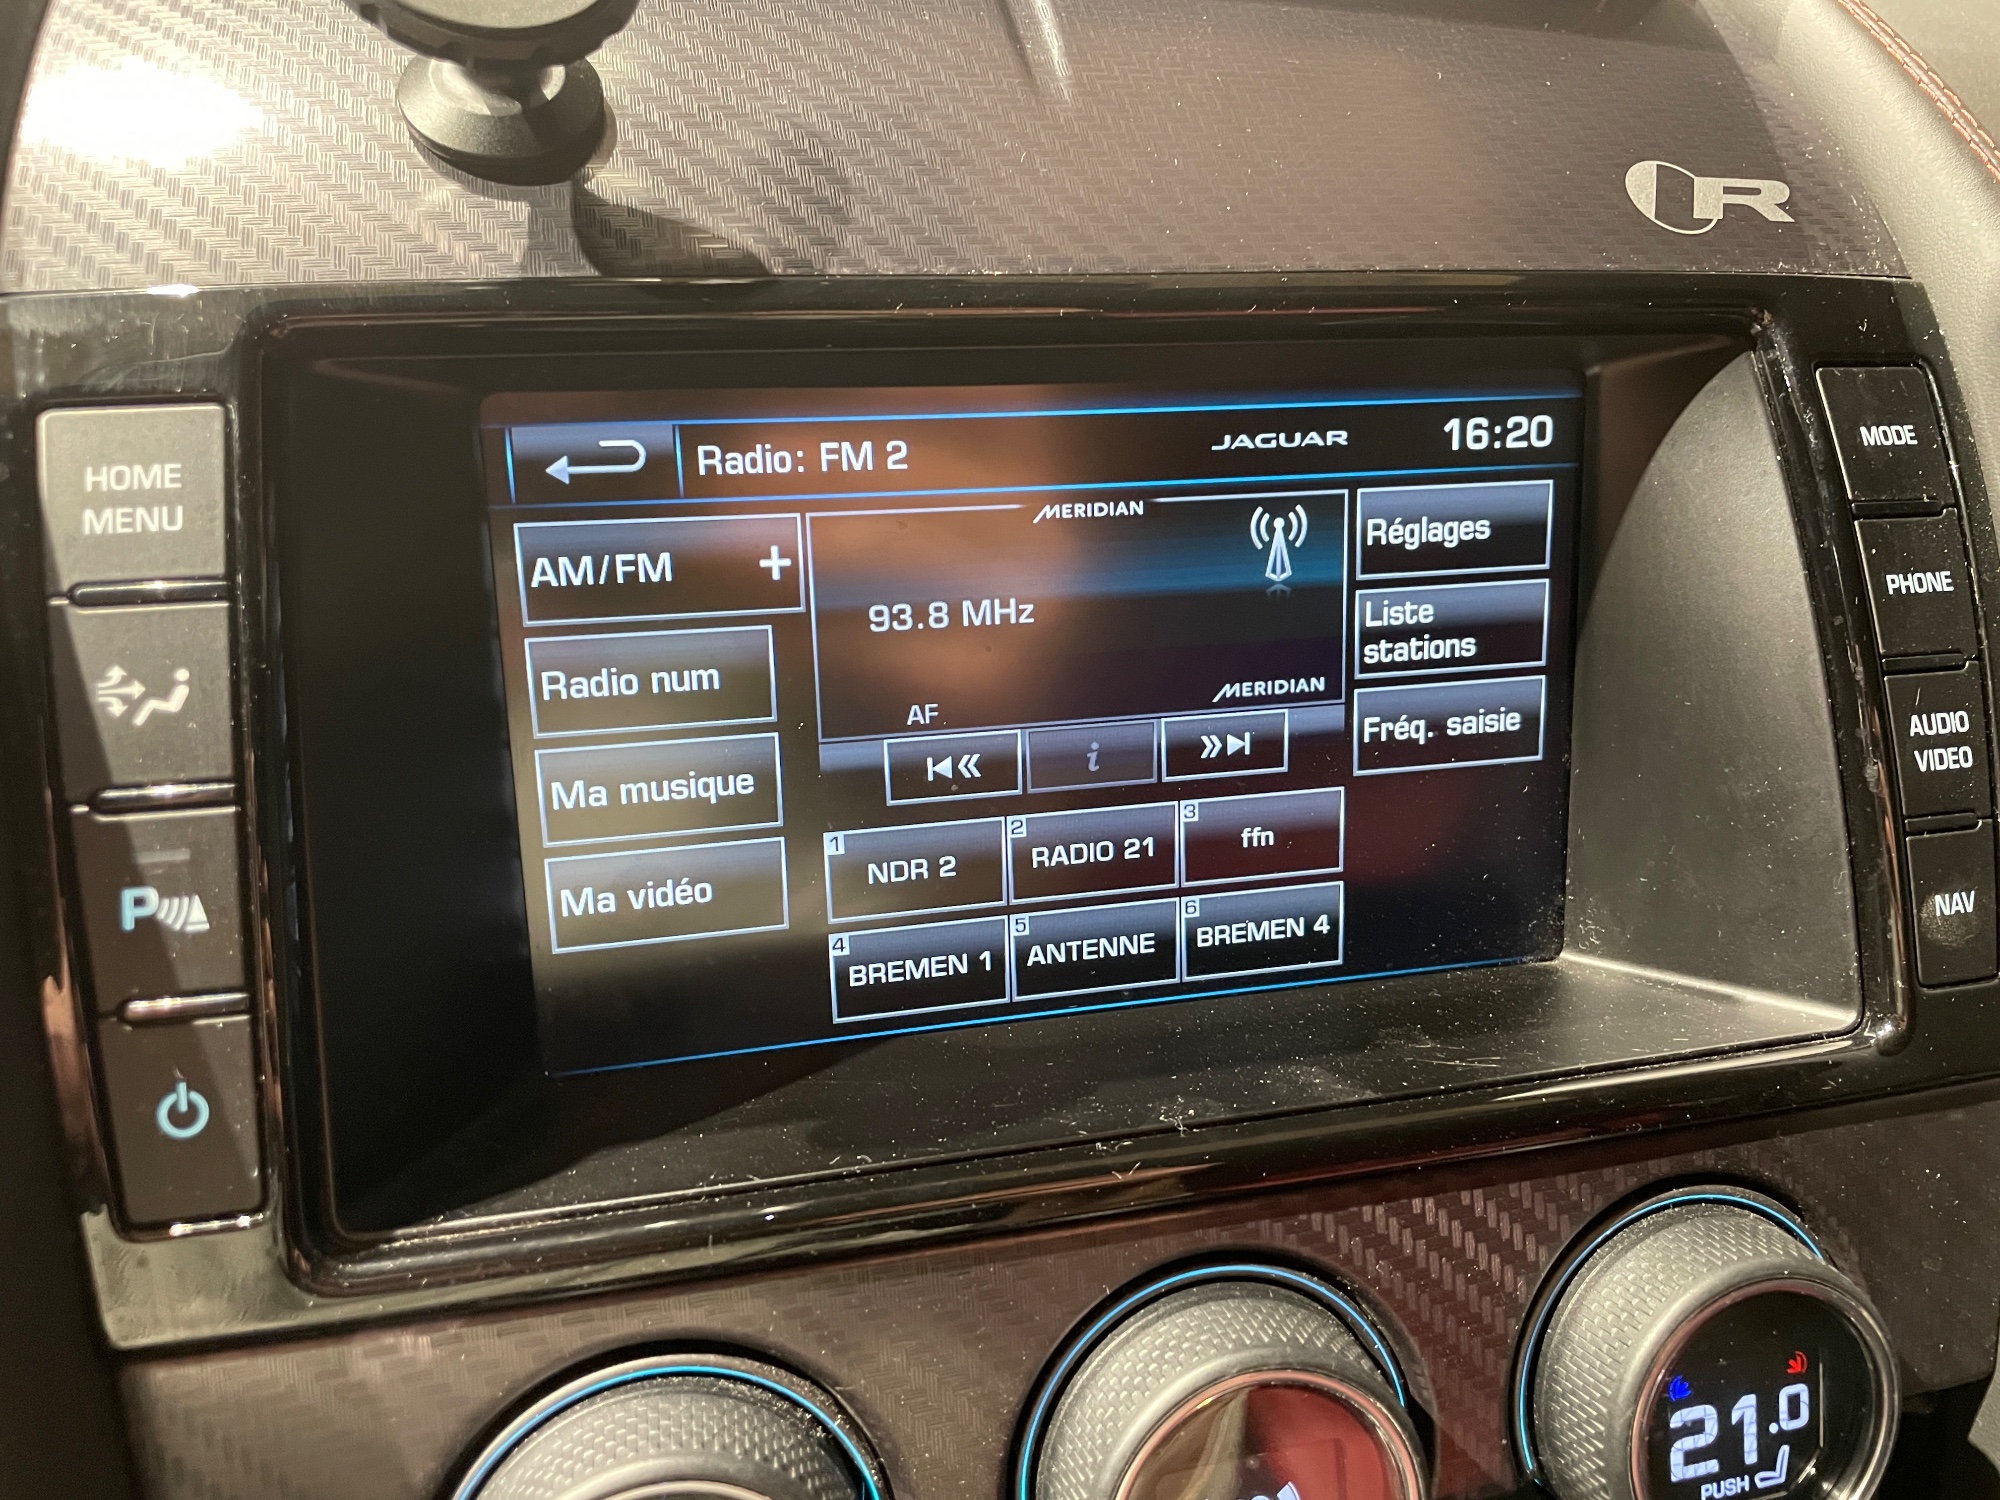 R
HOME
MENU
P
Radio: FM 2
JAGUAR
16:20
AM/FM +
Radio num
Ma musique
Ma vidéo
MERIDIAN
93.8 MHz
AF
MERIDIAN
i
1
NDR 2
2
RADIO 21
3
ffn
4
BREMEN 1
5
ANTENNE
6
BREMEN 4
Réglages
Liste
stations
Fréq. saisie
MODE
PHONE
AUDIO
VIDEO
NAV
21.0
PUSH